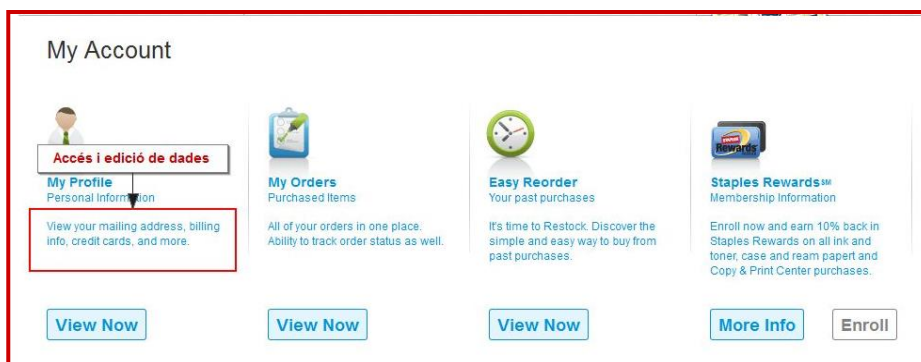 My Account
Accés i edició de dades
My Profile
Personal Information
View your mailing address, billing
info, credit cards, and more.
View Now
My Orders
Purchased Items
All of your orders in one place.
Ability to track order status as well.
View Now
Easy Reorder
Your past purchases
It's time to Restock. Discover the
simple and easy way to buy from
past purchases.
View Now
Rewards
Staples Rewards℠
Membership Information
Enroll now and earn 10% back in
Staples Rewards on all ink and
toner, case and ream papert and
Copy & Print Center purchases.
More Info
Enroll